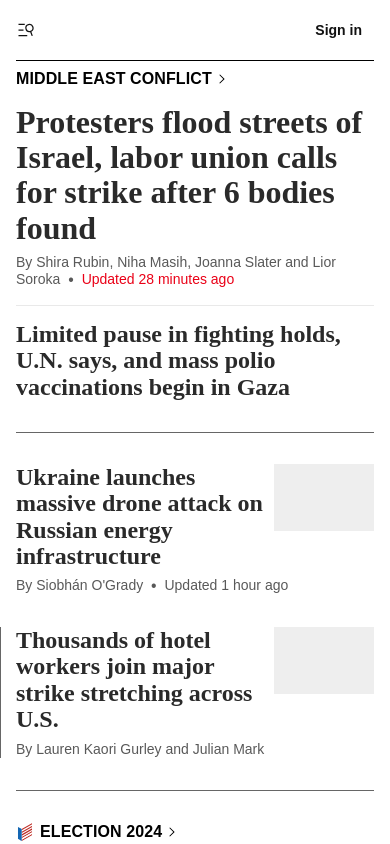 Sign in
MIDDLE EAST CONFLICT
Protesters flood streets of
Israel, labor union calls
for strike after 6 bodies
found
By Shira Rubin, Niha Masih, Joanna Slater and Lior
Soroka • Updated 28 minutes ago
Limited pause in fighting holds,
U.N. says, and mass polio
vaccinations begin in Gaza
Ukraine launches
massive drone attack on
Russian energy
infrastructure
By Siobhán O'Grady • Updated 1 hour ago
Thousands of hotel
workers join major
strike stretching across
U.S.
By Lauren Kaori Gurley and Julian Mark
ELECTION 2024